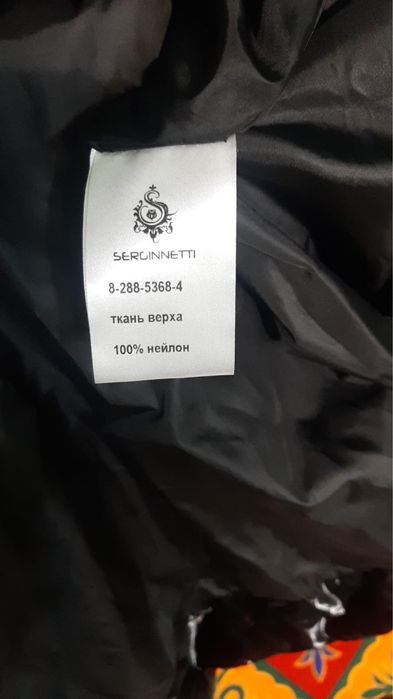 SERGINNETTI
8-288-5368-4
ткань верха
100% нейлон